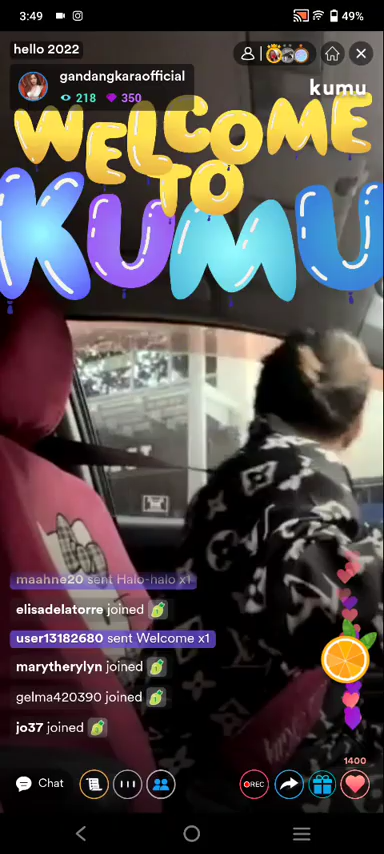 3:49
49%
hello 2022
gandangkaraofficial
218 350
kumu
WELCOME
TO
KUMU
maahne20 sent Halo-halo x1
elisadelatorre joined
user13182680 sent Welcome x1
marytherylyn joined
gelma420390 joined
jo37 joined
1400
Chat
REC